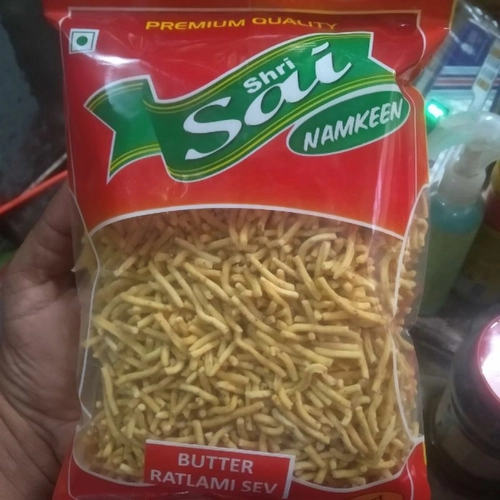 PREMIUM QUALITY
Shri
Sai
NAMKEEN
BUTTER
RATLAMI SEV